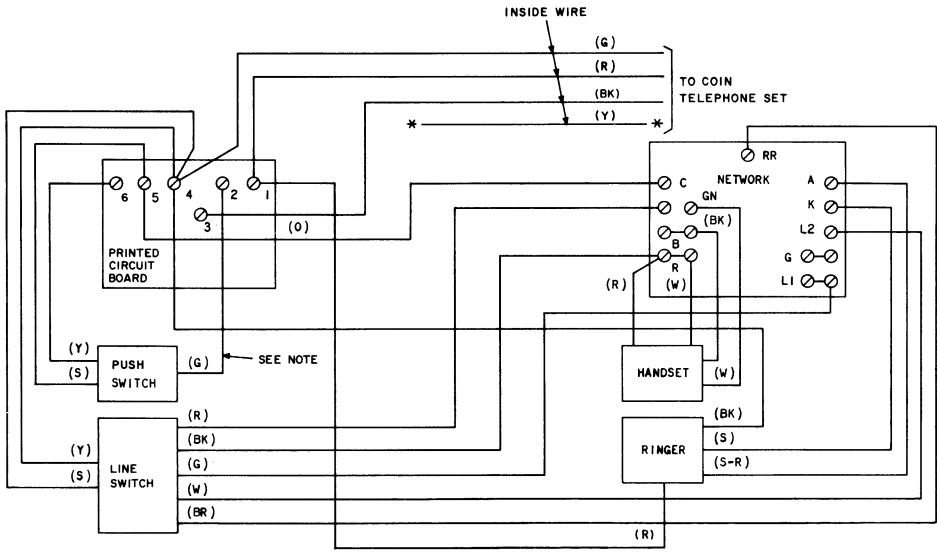 INSIDE WIRE
(G)
(R)
(BK)
* (Y) *
TO COIN
TELEPHONE SET
6 5 4 2 1
3
(O)
PRINTED
CIRCUIT
BOARD
RR
NETWORK
C
GN
(BK)
B
R
(R)
(W)
A
K
L2
G
L1
(Y)
(S)
PUSH
SWITCH
(G)
SEE NOTE
HANDSET
(W)
(R)
(BK)
(G)
(W)
(BR)
(Y)
(S)
LINE
SWITCH
RINGER
(BK)
(S)
(S-R)
(R)